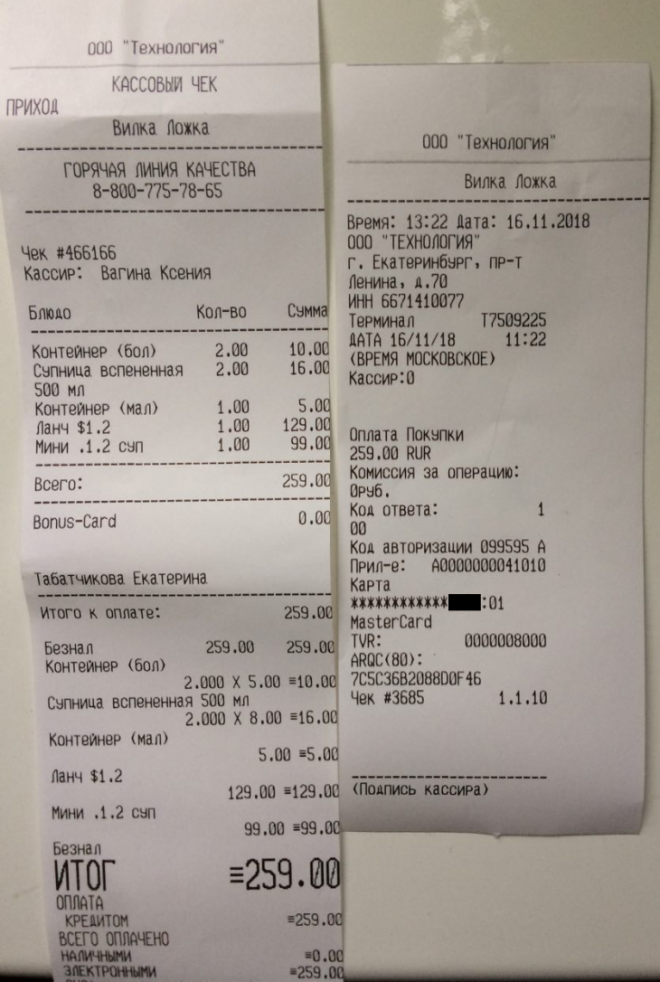 ООО "Технология"
КАССОВЫЙ ЧЕК
ПРИХОД
Вилка Ложка
ГОРЯЧАЯ ЛИНИЯ КАЧЕСТВА
8-800-775-78-65
Чек #466166
Кассир: Вагина Ксения
Блюдо Кол-во Сумма
Контейнер (бол) 2.00 10.00
Супница вспененная 2.00 16.00
500 мл
Контейнер (мал) 1.00 5.00
Ланч $1.2 1.00 129.00
Мини .1.2 суп 1.00 99.00
Всего: 259.00
Bonus-Card 0.00
Табатчикова Екатерина
Итого к оплате: 259.00
Безнал 259.00 259.00
Контейнер (бол)
2.000 X 5.00 ≡10.00
Супница вспененная 500 мл
2.000 X 8.00 ≡16.00
Контейнер (мал)
5.00 ≡5.00
Ланч $1.2
129.00 ≡129.00
Мини .1.2 суп
99.00 ≡99.00
Безнал
ИТОГ ≡259.00
ОПЛАТА
КРЕДИТОМ ≡259.00
ВСЕГО ОПЛАЧЕНО
НАЛИЧНЫМИ ≡0.00
ЭЛЕКТРОННЫМИ ≡259.00
ООО "Технология"
Вилка Ложка
Время: 13:22 Дата: 16.11.2018
ООО "ТЕХНОЛОГИЯ"
г. Екатеринбург, пр-т
Ленина, д.70
ИНН 6671410077
Терминал T7509225
ДАТА 16/11/18 11:22
(ВРЕМЯ МОСКОВСКОЕ)
Кассир:0
Оплата Покупки
259.00 RUR
Комиссия за операцию:
0руб.
Код ответа: 1
00
Код авторизации 099595 А
Прил-е: A0000000041010
Карта
************:01
MasterCard
TVR: 0000008000
ARQC(80):
7C5C36B2088D0F46
Чек #3685 1.1.10
(Подпись кассира)